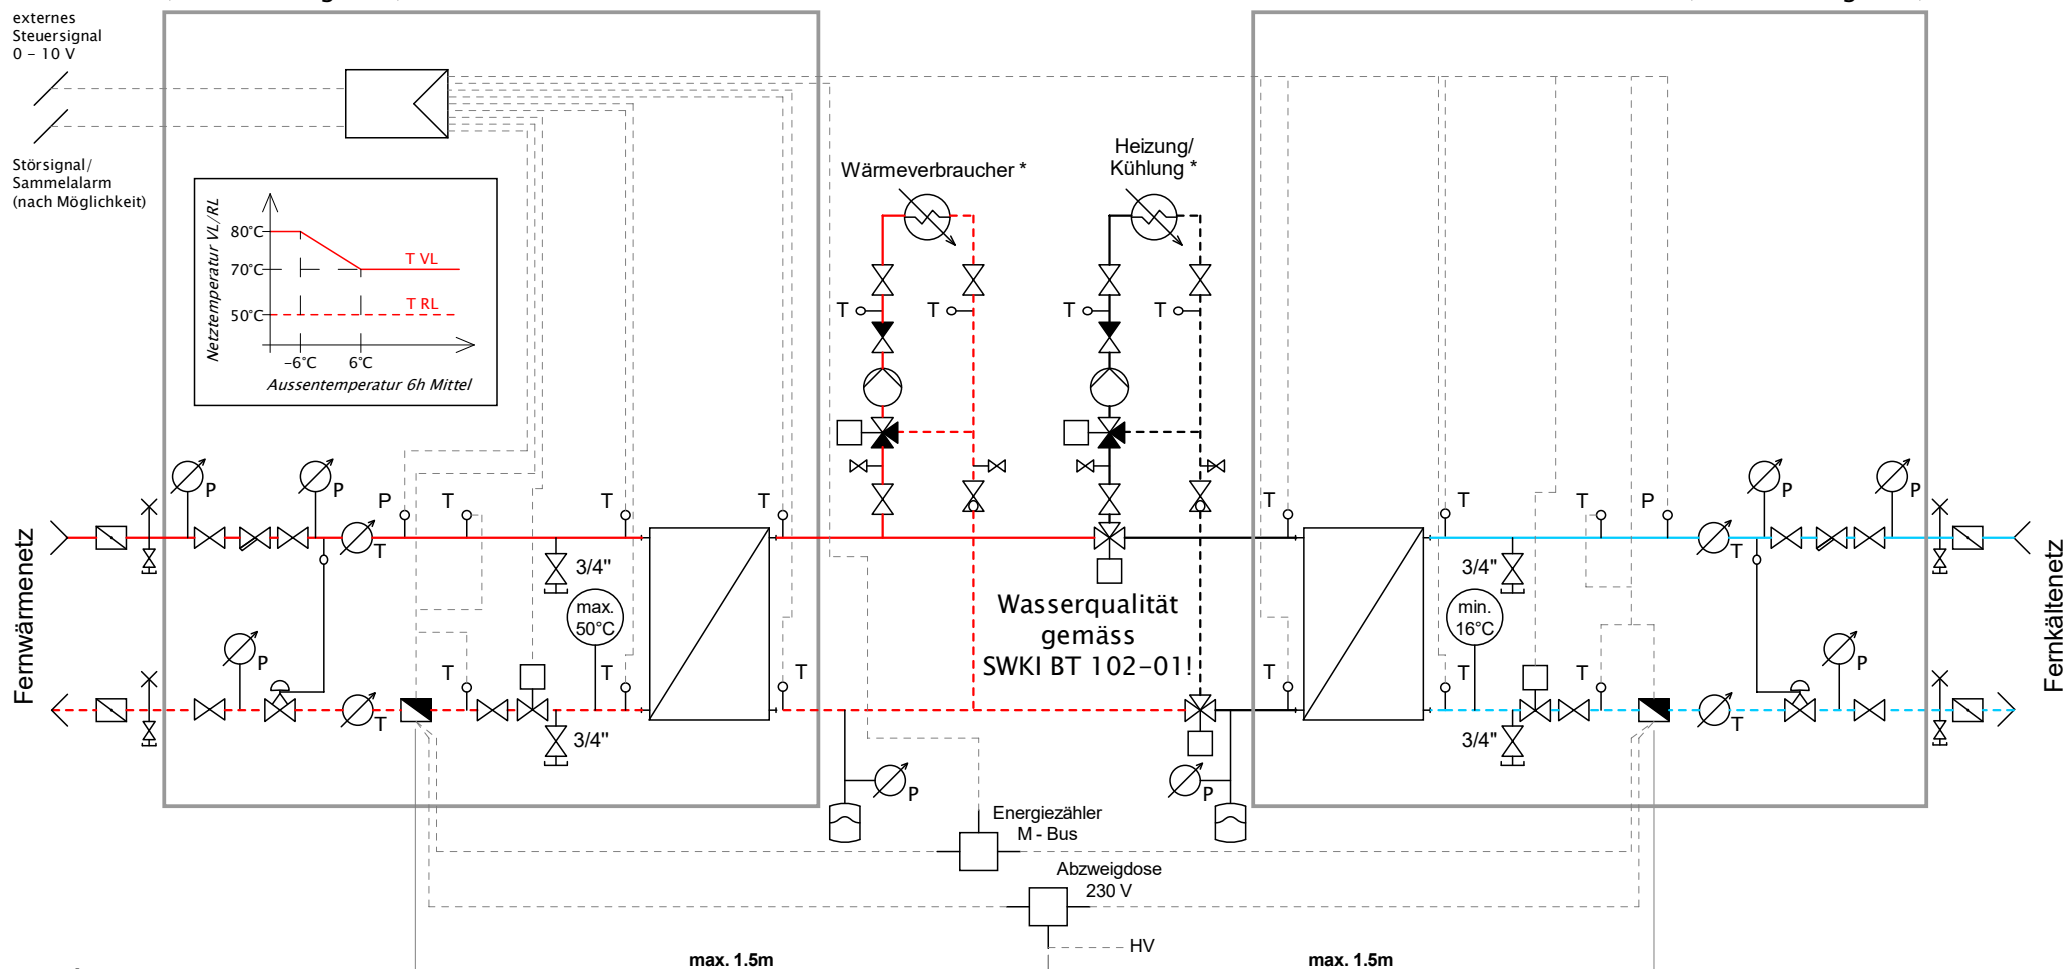 externes
Steuersignal
0 – 10 V
Störsignal/
Sammelalarm
(nach Möglichkeit)
Netztemperatur VL/RL
80°C
70°C
50°C
T VL
T RL
–6°C
6°C
Aussentemperatur 6h Mittel
Wärmeverbraucher *
Heizung/
Kühlung *
T
T
T
T
P
P
P
T
T
T
T
T
P
T
P
P
Fernwärmenetz
T
T
3/4"
3/4"
max.
50°C
Wasserqualität
gemäss
SWKI BT 102–01!
min.
16°C
Fernkältenetz
P
T
T
T
T
T
T
T
P
T
3/4"
3/4"
P
P
Energiezähler
M - Bus
Abzweigdose
230 V
HV
max. 1.5m
max. 1.5m